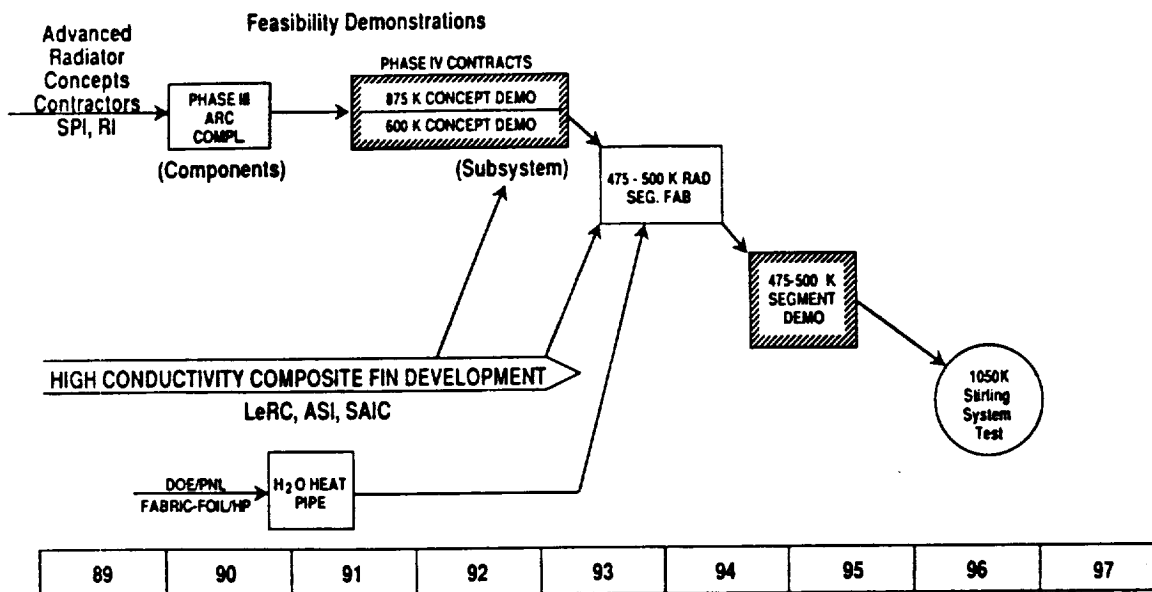 Feasibility Demonstrations
Advanced
Radiator
Concepts
Contractors
SPI, RI
PHASE III
ARC
COMPL.
(Components)
PHASE IV CONTRACTS
875 K CONCEPT DEMO
600 K CONCEPT DEMO
(Subsystem)
475 - 500 K RAD
SEG. FAB
475-500 K
SEGMENT
DEMO
1050K
Stirling
System
Test
HIGH CONDUCTIVITY COMPOSITE FIN DEVELOPMENT
LeRC, ASI, SAIC
DOE/PNL
FABRIC-FOIL/HP
H₂O HEAT
PIPE
89 90 91 92 93 94 95 96 97